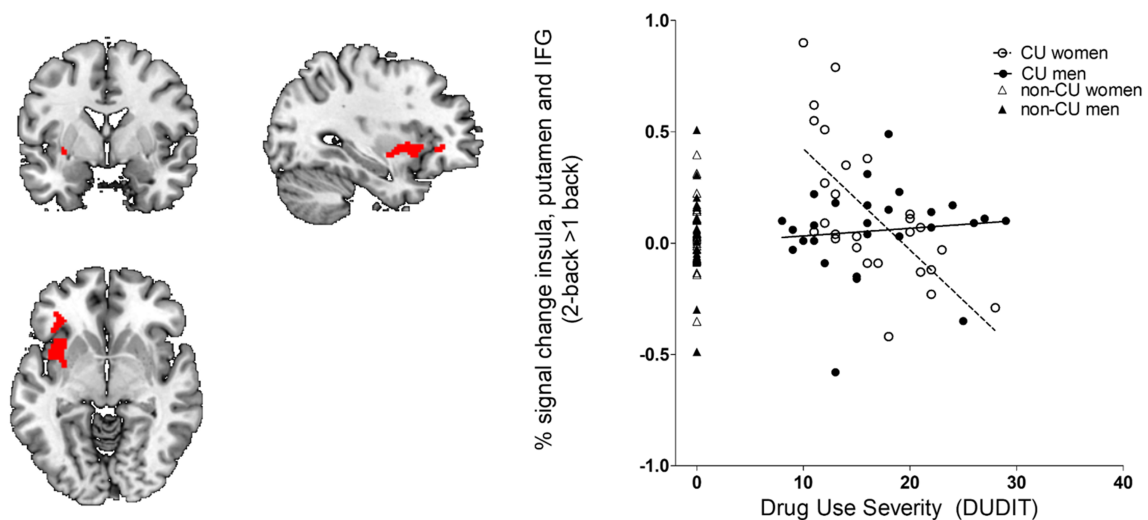 % signal change insula, putamen and IFG
(2-back >1 back)
1.0
0.5
0.0
-0.5
-1.0
CU women
CU men
non-CU women
non-CU men
0
10
20
30
40
Drug Use Severity (DUDIT)